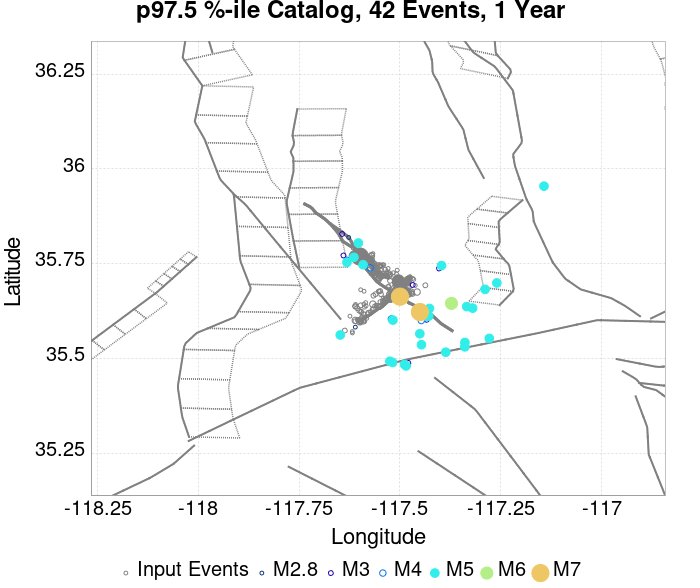 p97.5 %-ile Catalog, 42 Events, 1 Year
36.25
36
35.75
35.5
35.25
Latitude
-118.25 -118 -117.75 -117.5 -117.25 -117
Longitude
Input Events M2.8 M3 M4 M5 M6 M7